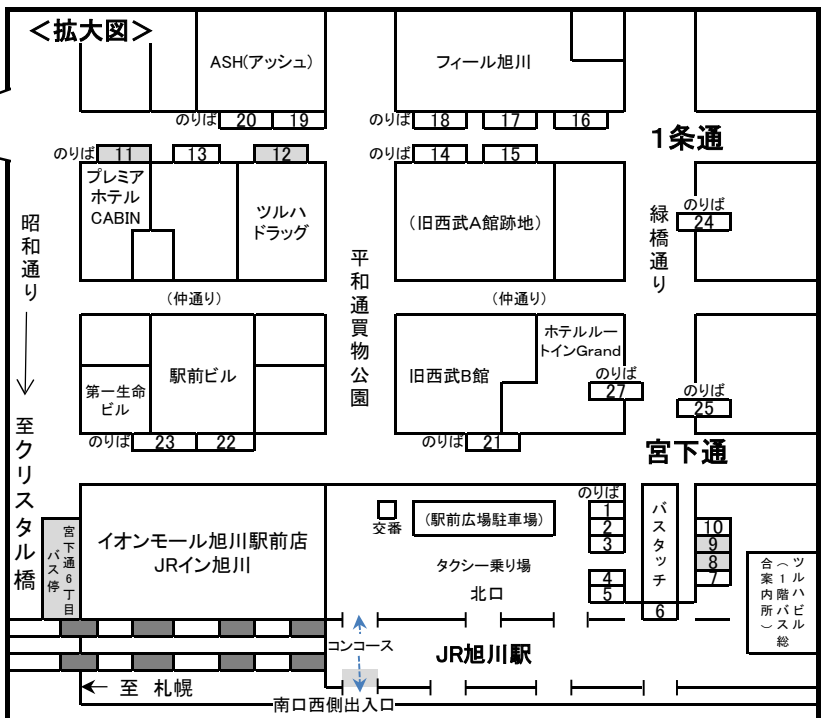 ＜拡大図＞
ASH(アッシュ)
フィール旭川
のりば 20 19
のりば 18 17 16
1条通
のりば 11 13 12
のりば 14 15
プレミア
ホテル
CABIN
ツルハ
ドラッグ
(旧西武A館跡地)
のりば
24
昭和通り
平和通買物公園
緑橋通り
(仲通り)
(仲通り)
第一生命
ビル
駅前ビル
旧西武B館
ホテルルー
トインGrand
のりば
27
のりば
25
のりば 23 22
のりば 21
宮下通
至クリスタル橋
宮下通6丁目
バス停
イオンモール旭川駅前店
JRイン旭川
交番
(駅前広場駐車場)
タクシー乗り場
北口
のりば
1
2
3
4
5
バスタッチ
6
10
9
8
7
ツルハビル
(1階バス総
合案内所)
コンコース
JR旭川駅
← 至 札幌
南口西側出入口